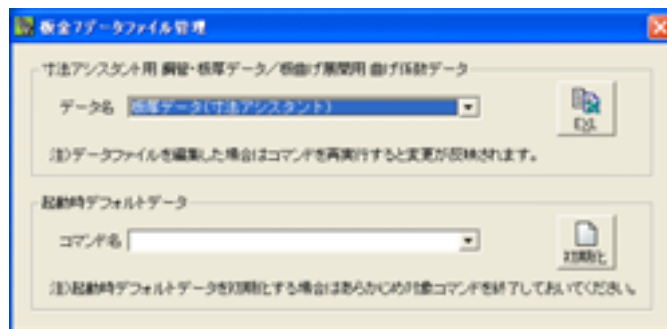 板金7データファイル管理
寸法アシスタント用 鋼管・板厚データ/板曲げ展開用 曲げ係数データ
データ名 板厚データ(寸法アシスタント)
注)データファイルを編集した場合はコマンドを再実行すると変更が反映されます。
起動時デフォルトデータ
コマンド名
初期化
注)起動時デフォルトデータを初期化する場合はあらかじめ対象コマンドを終了しておいてください。